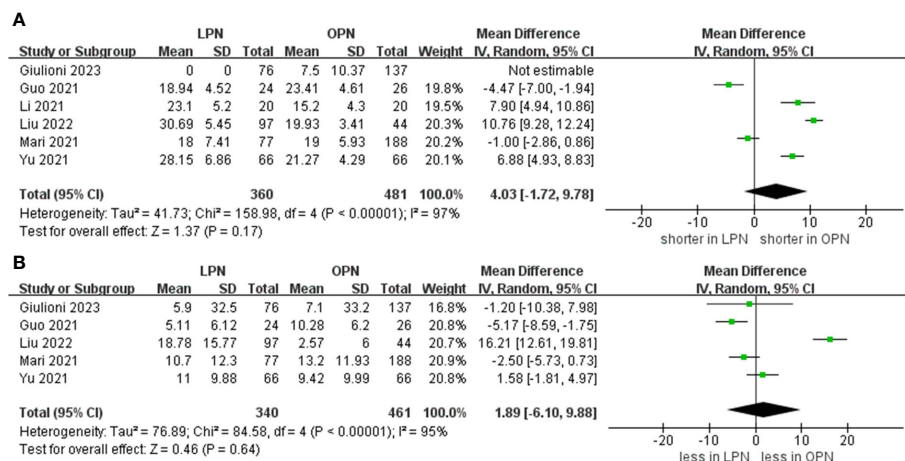 A
LPN OPN Mean Difference Mean Difference
Study or Subgroup Mean SD Total Mean SD Total Weight IV, Random, 95% CI IV, Random, 95% CI
Giulioni 2023 0 0 76 7.5 10.37 137 Not estimable
Guo 2021 18.94 4.52 24 23.41 4.61 26 19.8% -4.47 [-7.00, -1.94]
Li 2021 23.1 5.2 20 15.2 4.3 20 19.6% 7.90 [4.94, 10.86]
Liu 2022 30.69 5.45 97 19.93 3.41 44 20.3% 10.76 [9.28, 12.24]
Mari 2021 18 7.41 77 19 5.93 188 20.2% -1.00 [-2.86, 0.86]
Yu 2021 28.15 6.86 66 21.27 4.29 66 20.1% 6.88 [4.93, 8.83]
Total (95% CI) 360 481 100.0% 4.03 [-1.72, 9.78]
Heterogeneity: Tau² = 41.73; Chi² = 158.98, df = 4 (P < 0.00001); I² = 97%
Test for overall effect: Z = 1.37 (P = 0.17)
-20 -10 0 10 20
shorter in LPN shorter in OPN
B
LPN OPN Mean Difference Mean Difference
Study or Subgroup Mean SD Total Mean SD Total Weight IV, Random, 95% CI IV, Random, 95% CI
Giulioni 2023 5.9 32.5 76 7.1 33.2 137 16.8% -1.20 [-10.38, 7.98]
Guo 2021 5.11 6.12 24 10.28 6.2 26 20.8% -5.17 [-8.59, -1.75]
Liu 2022 18.78 15.77 97 2.57 6 44 20.7% 16.21 [12.61, 19.81]
Mari 2021 10.7 12.3 77 13.2 11.93 188 20.9% -2.50 [-5.73, 0.73]
Yu 2021 11 9.88 66 9.42 9.99 66 20.8% 1.58 [-1.81, 4.97]
Total (95% CI) 340 461 100.0% 1.89 [-6.10, 9.88]
Heterogeneity: Tau² = 76.89; Chi² = 84.58, df = 4 (P < 0.00001); I² = 95%
Test for overall effect: Z = 0.46 (P = 0.64)
-20 -10 0 10 20
less in LPN less in OPN